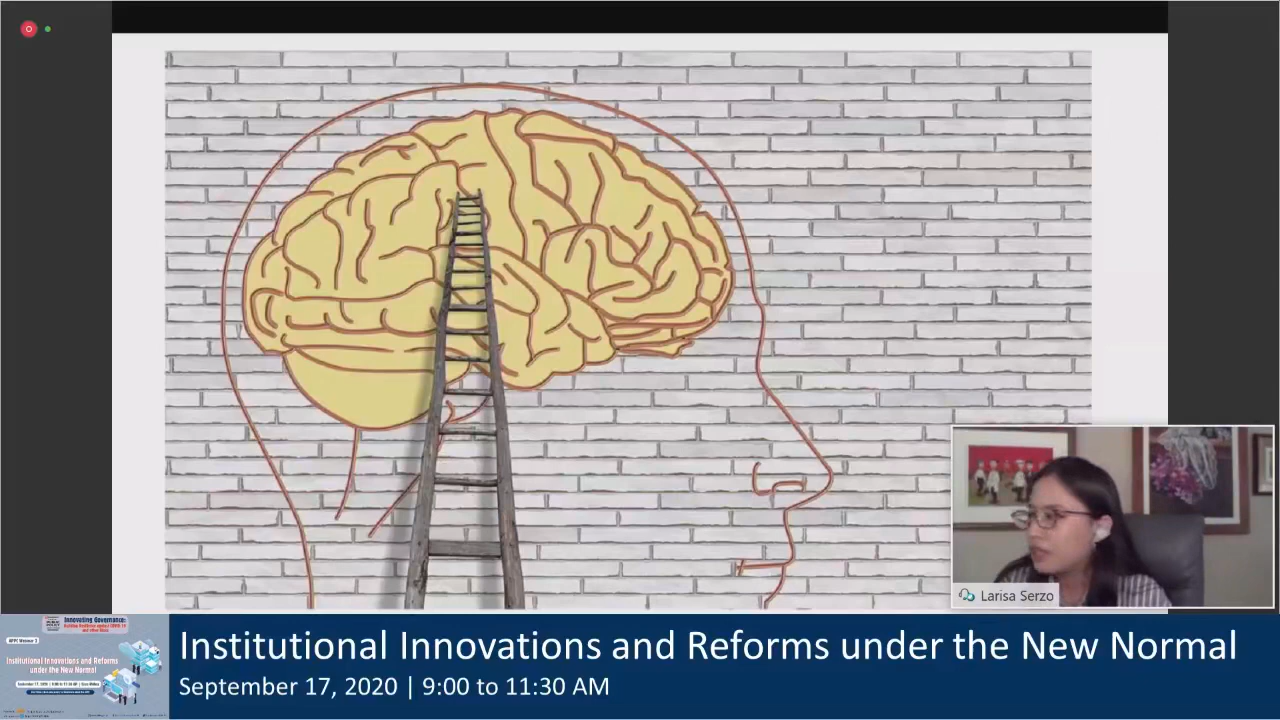 Larisa Serzo
Institutional Innovations and Reforms under the New Normal
September 17, 2020 | 9:00 to 11:30 AM
Innovating Governance:
Institutional Innovations and Reforms
under the New Normal